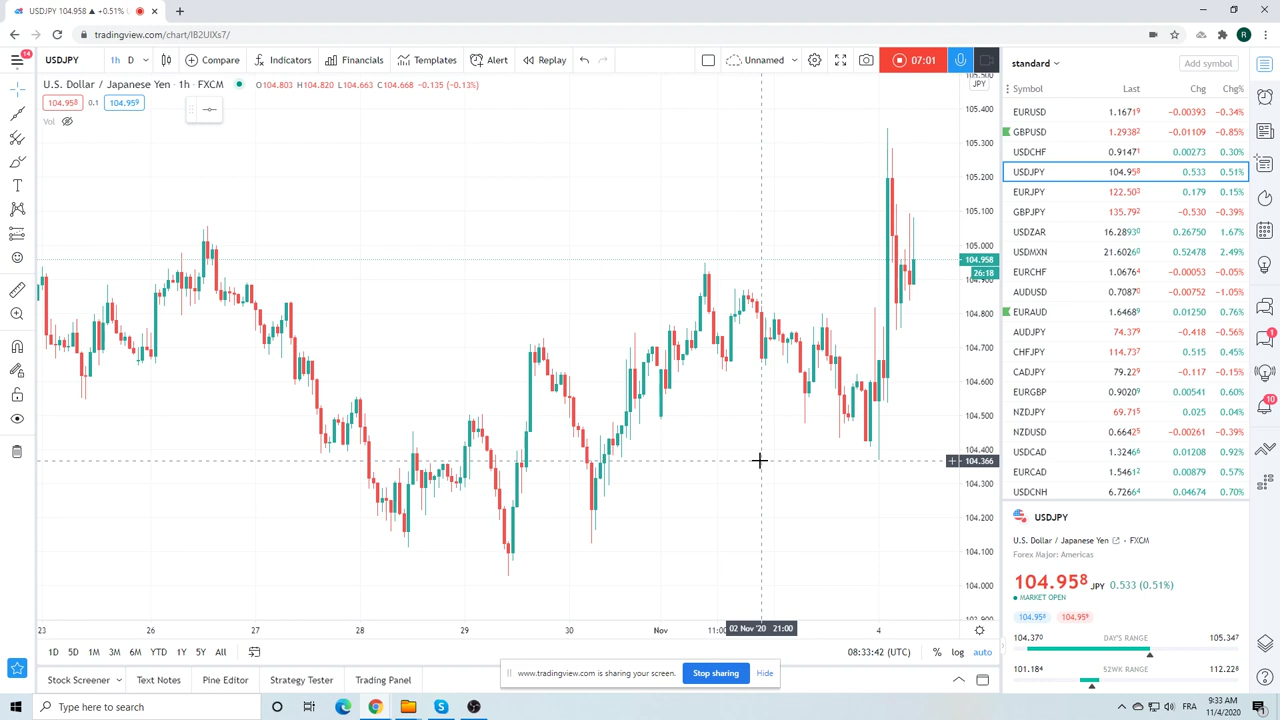 USDJPY 104.958 ▲ +0.51% U
tradingview.com/chart/IB2UIXs7/
R
14
USDJPY 1h D Compare Indicators Financials Templates Alert Replay Unnamed 07:01
U.S. Dollar / Japanese Yen · 1h · FXCM H104.820 L104.663 C104.668 −0.135 (−0.13%)
104.958 0.1 104.959
Vol
JPY
105.500
105.400
105.300
105.200
105.100
105.000
104.958
26:18
104.900
104.800
104.700
104.600
104.500
104.400
104.366
104.300
104.200
104.100
104.000
103.900
23 26 27 28 29 30 Nov 11:00 02 Nov '20 21:00 4
1D 5D 1M 3M 6M YTD 1Y 5Y All 08:33:42 (UTC) % log auto
Stock Screener Text Notes Pine Editor Strategy Tester Trading Panel
www.tradingview.com is sharing your screen. Stop sharing Hide
standard Add symbol
Symbol Last Chg Chg%
EURUSD 1.16719 −0.00393 −0.34%
GBPUSD 1.29382 −0.01109 −0.85%
USDCHF 0.91471 0.00273 0.30%
USDJPY 104.958 0.533 0.51%
EURJPY 122.503 0.179 0.15%
GBPJPY 135.792 −0.530 −0.39%
USDZAR 16.28930 0.26750 1.67%
USDMXN 21.60260 0.52478 2.49%
EURCHF 1.06764 −0.00053 −0.05%
AUDUSD 0.70870 −0.00752 −1.05%
EURAUD 1.64689 0.01210 0.76%
AUDJPY 74.379 −0.418 −0.56%
CHFJPY 114.737 0.515 0.45%
CADJPY 79.229 −0.117 −0.15%
EURGBP 0.90209 0.00541 0.60%
NZDJPY 69.715 0.025 0.04%
NZDUSD 0.66425 −0.00261 −0.39%
USDCAD 1.32466 0.01208 0.92%
EURCAD 1.54612 0.00879 0.57%
USDCNH 6.72664 0.04674 0.70%
USDJPY
U.S. Dollar / Japanese Yen · FXCM
Forex Major: Americas
104.958 JPY 0.533 (0.51%)
MARKET OPEN
104.958 104.959
104.370 DAY'S RANGE 105.347
101.184 52WK RANGE 112.228
1
10
Type here to search
FRA
9:33 AM
11/4/2020
1